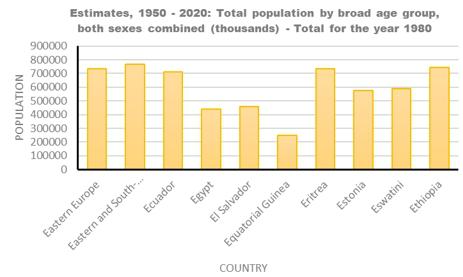 Estimates, 1950 - 2020: Total population by broad age group,
both sexes combined (thousands) - Total for the year 1980
900000
800000
700000
600000
500000
400000
300000
200000
100000
0
POPULATION
Eastern Europe
Eastern and South-...
Ecuador
Egypt
El Salvador
Equatorial Guinea
Eritrea
Estonia
Eswatini
Ethiopia
COUNTRY